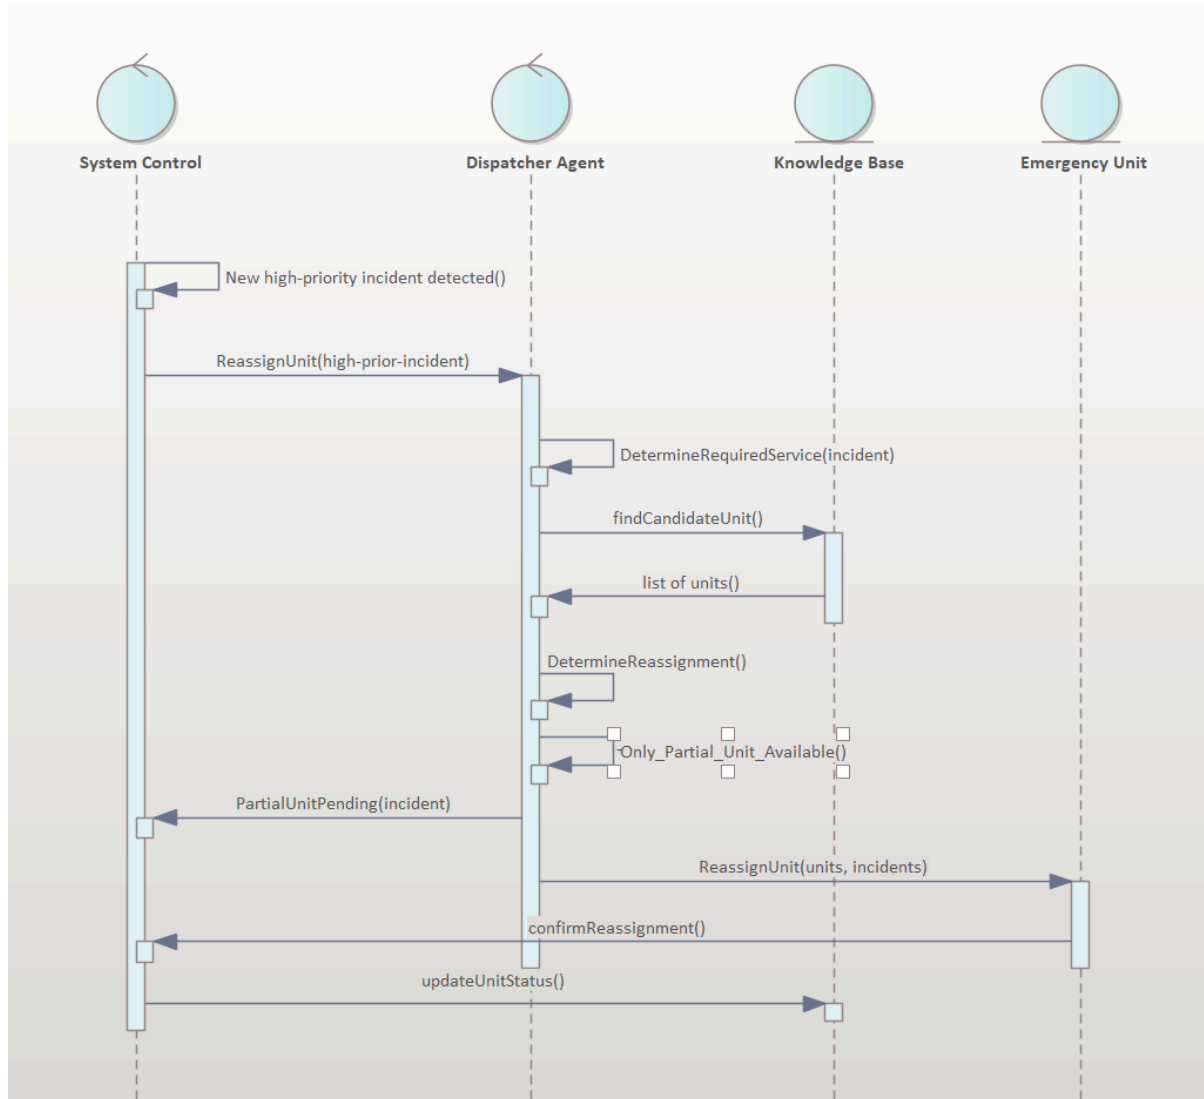 System Control
Dispatcher Agent
Knowledge Base
Emergency Unit
New high-priority incident detected()
ReassignUnit(high-prior-incident)
DetermineRequiredService(incident)
findCandidateUnit()
list of units()
DetermineReassignment()
Only_Partial_Unit_Available()
PartialUnitPending(incident)
ReassignUnit(units, incidents)
confirmReassignment()
updateUnitStatus()